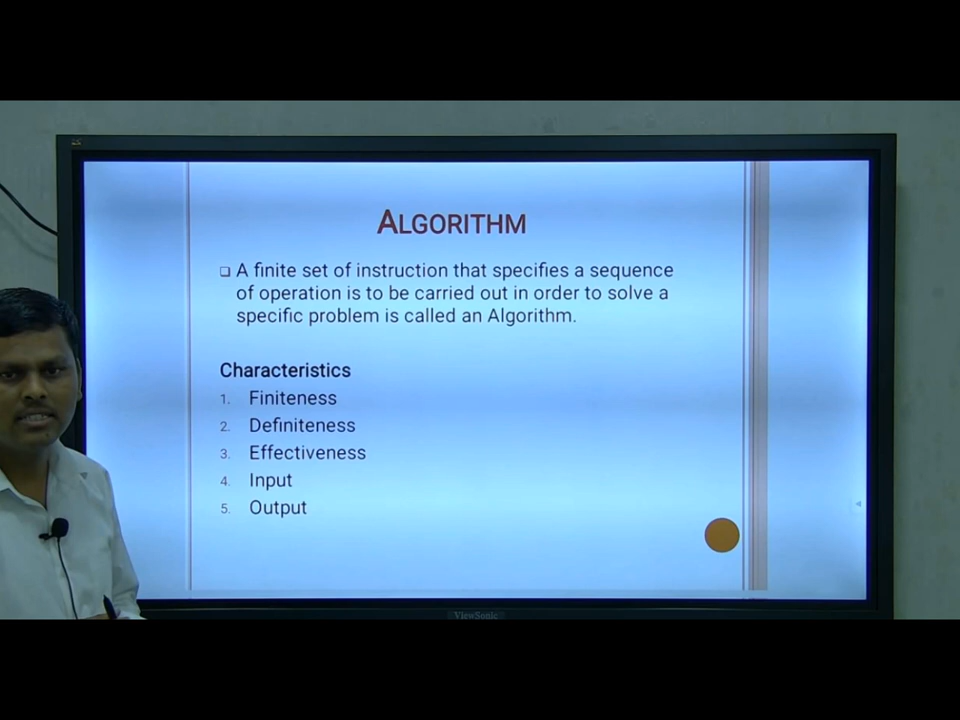 ALGORITHM
❑ A finite set of instruction that specifies a sequence
of operation is to be carried out in order to solve a
specific problem is called an Algorithm.
Characteristics
1. Finiteness
2. Definiteness
3. Effectiveness
4. Input
5. Output
ViewSonic